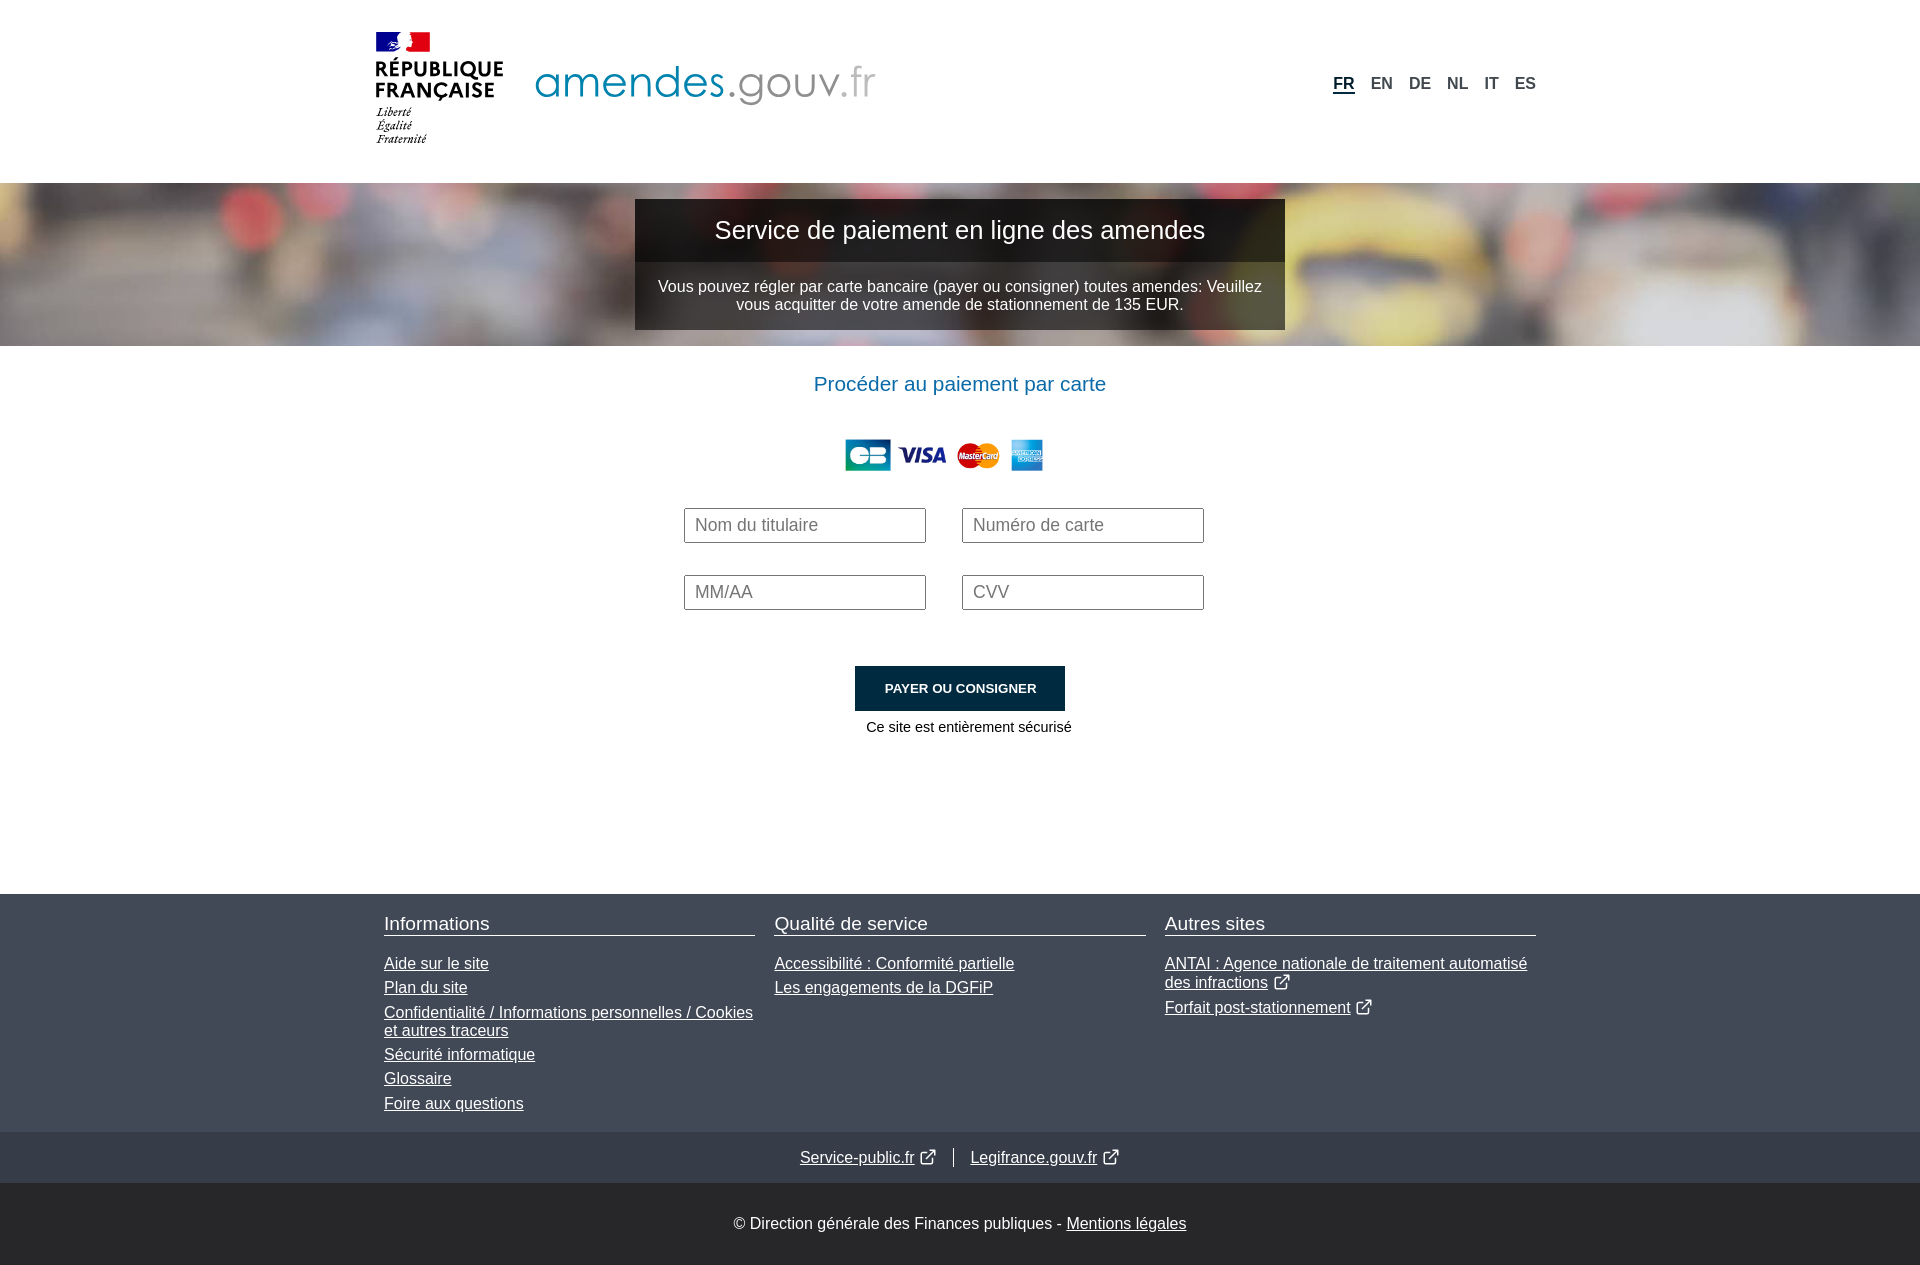 RÉPUBLIQUE
FRANÇAISE
Liberté
Égalité
Fraternité
amendes.gouv.fr
FR EN DE NL IT ES
Service de paiement en ligne des amendes
Vous pouvez régler par carte bancaire (payer ou consigner) toutes amendes: Veuillez
vous acquitter de votre amende de stationnement de 135 EUR.
Procéder au paiement par carte
CB VISA MasterCard AMERICAN EXPRESS
Nom du titulaire Numéro de carte
MM/AA CVV
PAYER OU CONSIGNER
Ce site est entièrement sécurisé
Informations
Aide sur le site
Plan du site
Confidentialité / Informations personnelles / Cookies
et autres traceurs
Sécurité informatique
Glossaire
Foire aux questions
Qualité de service
Accessibilité : Conformité partielle
Les engagements de la DGFiP
Autres sites
ANTAI : Agence nationale de traitement automatisé
des infractions
Forfait post-stationnement
Service-public.fr Legifrance.gouv.fr
© Direction générale des Finances publiques - Mentions légales